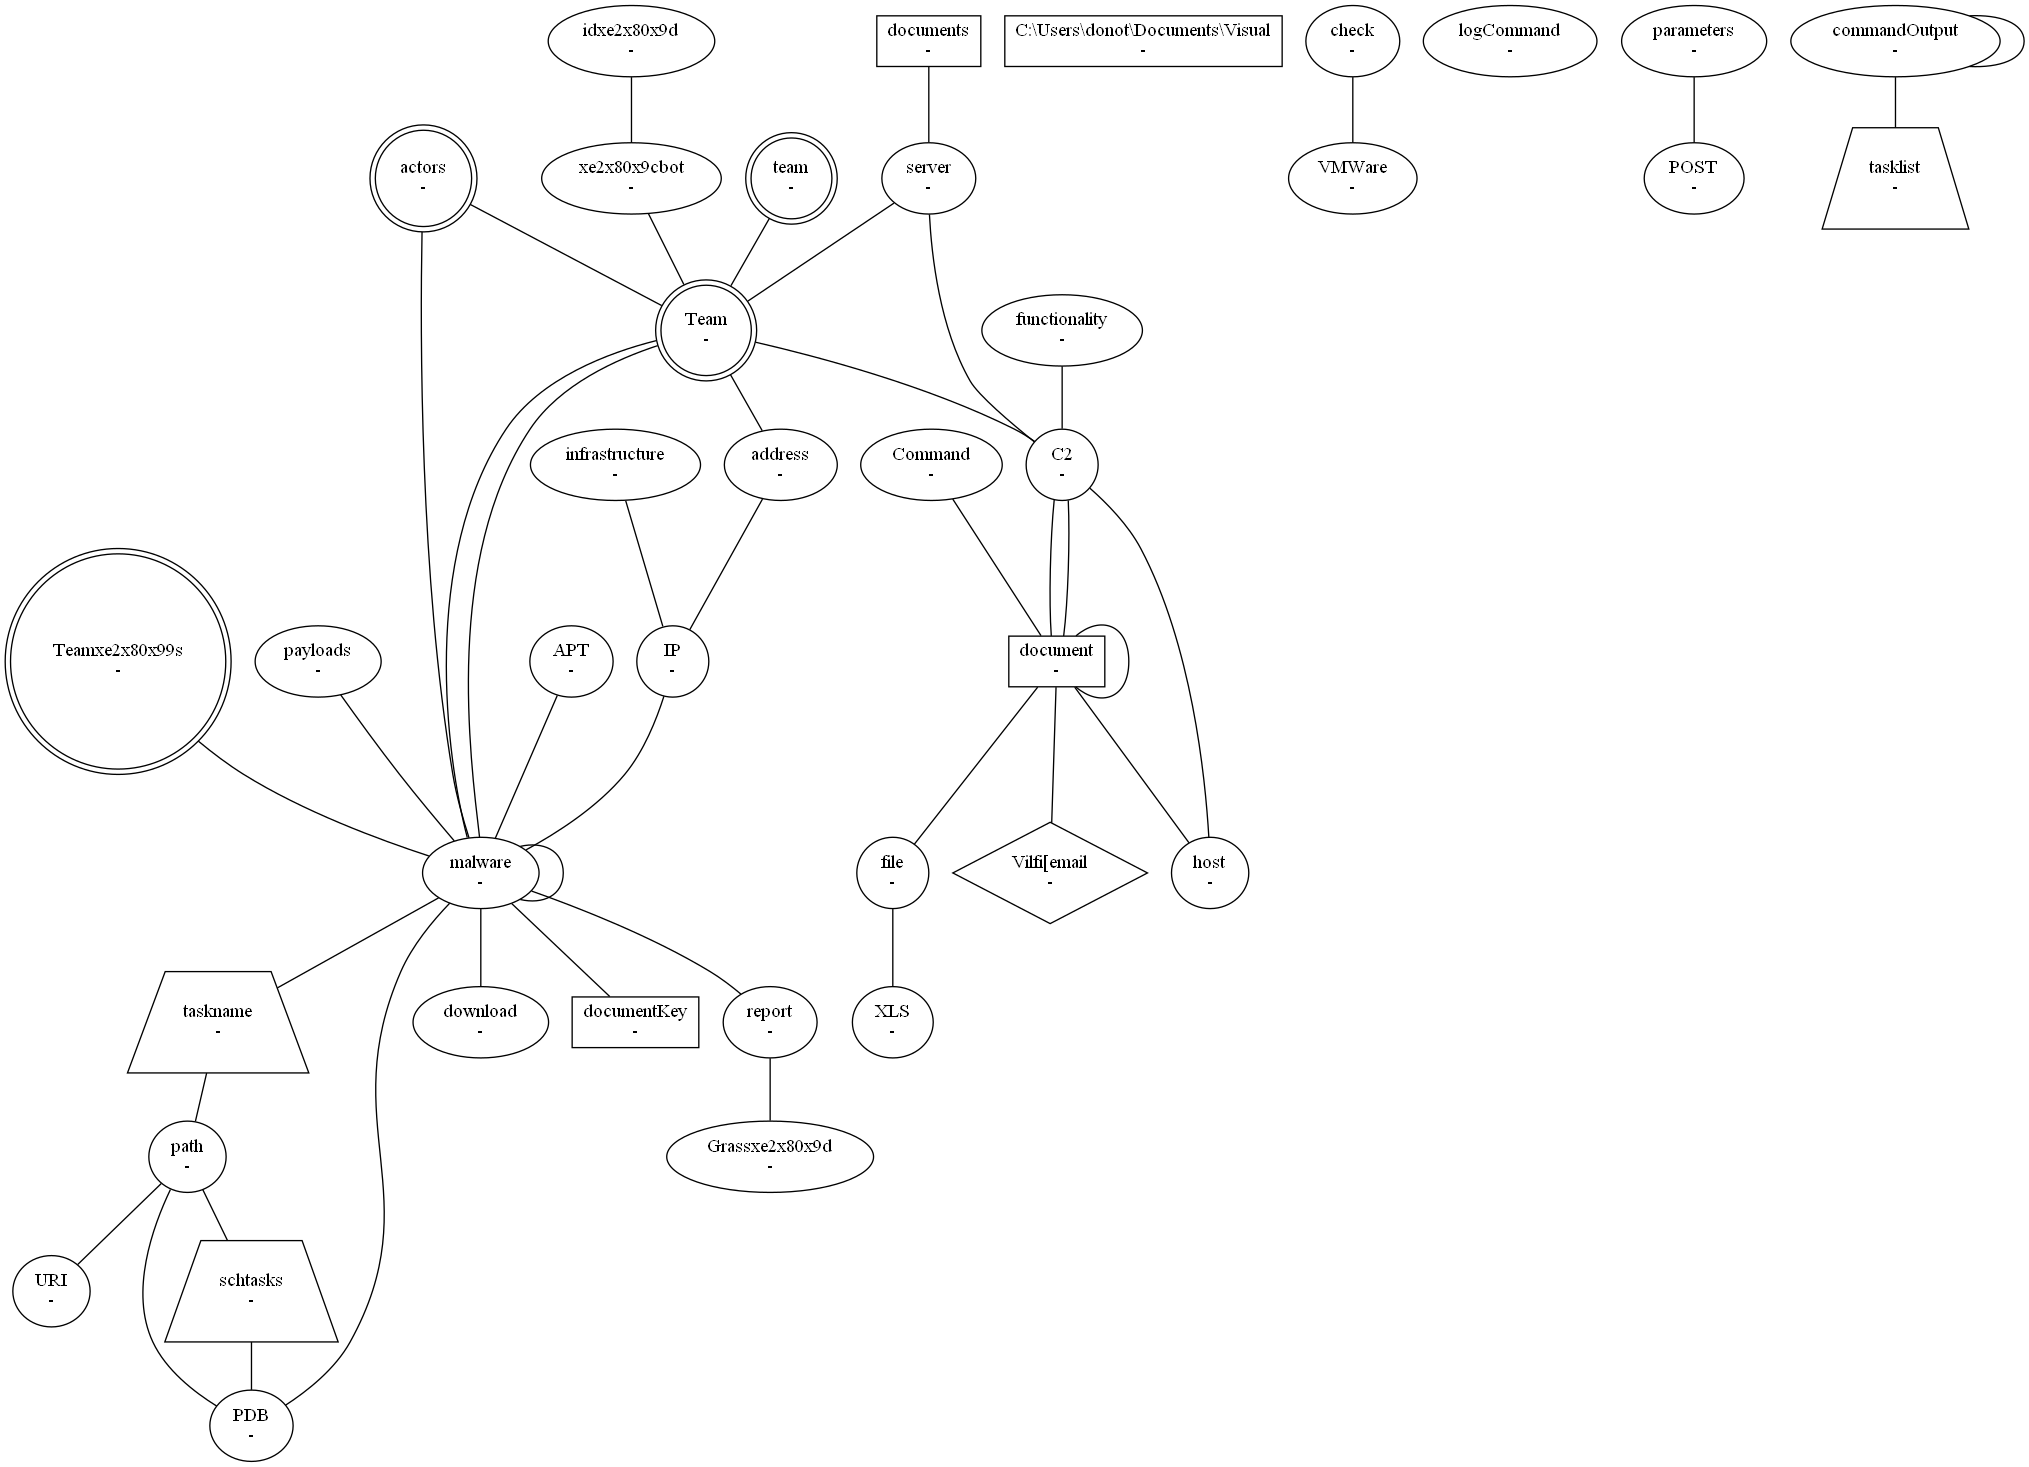 idxe2x80x9d
-
documents
-
C:\Users\donot\Documents\Visual
-
check
-
logCommand
-
parameters
-
commandOutput
-
actors
-
xe2x80x9cbot
-
team
-
server
-
VMWare
-
POST
-
tasklist
-
Team
-
functionality
-
infrastructure
-
address
-
Command
-
C2
-
Teamxe2x80x99s
-
payloads
-
APT
-
IP
-
document
-
malware
-
file
-
Vilfi[email
-
host
-
taskname
-
download
-
documentKey
-
report
-
XLS
-
path
-
Grassxe2x80x9d
-
URI
-
schtasks
-
PDB
-